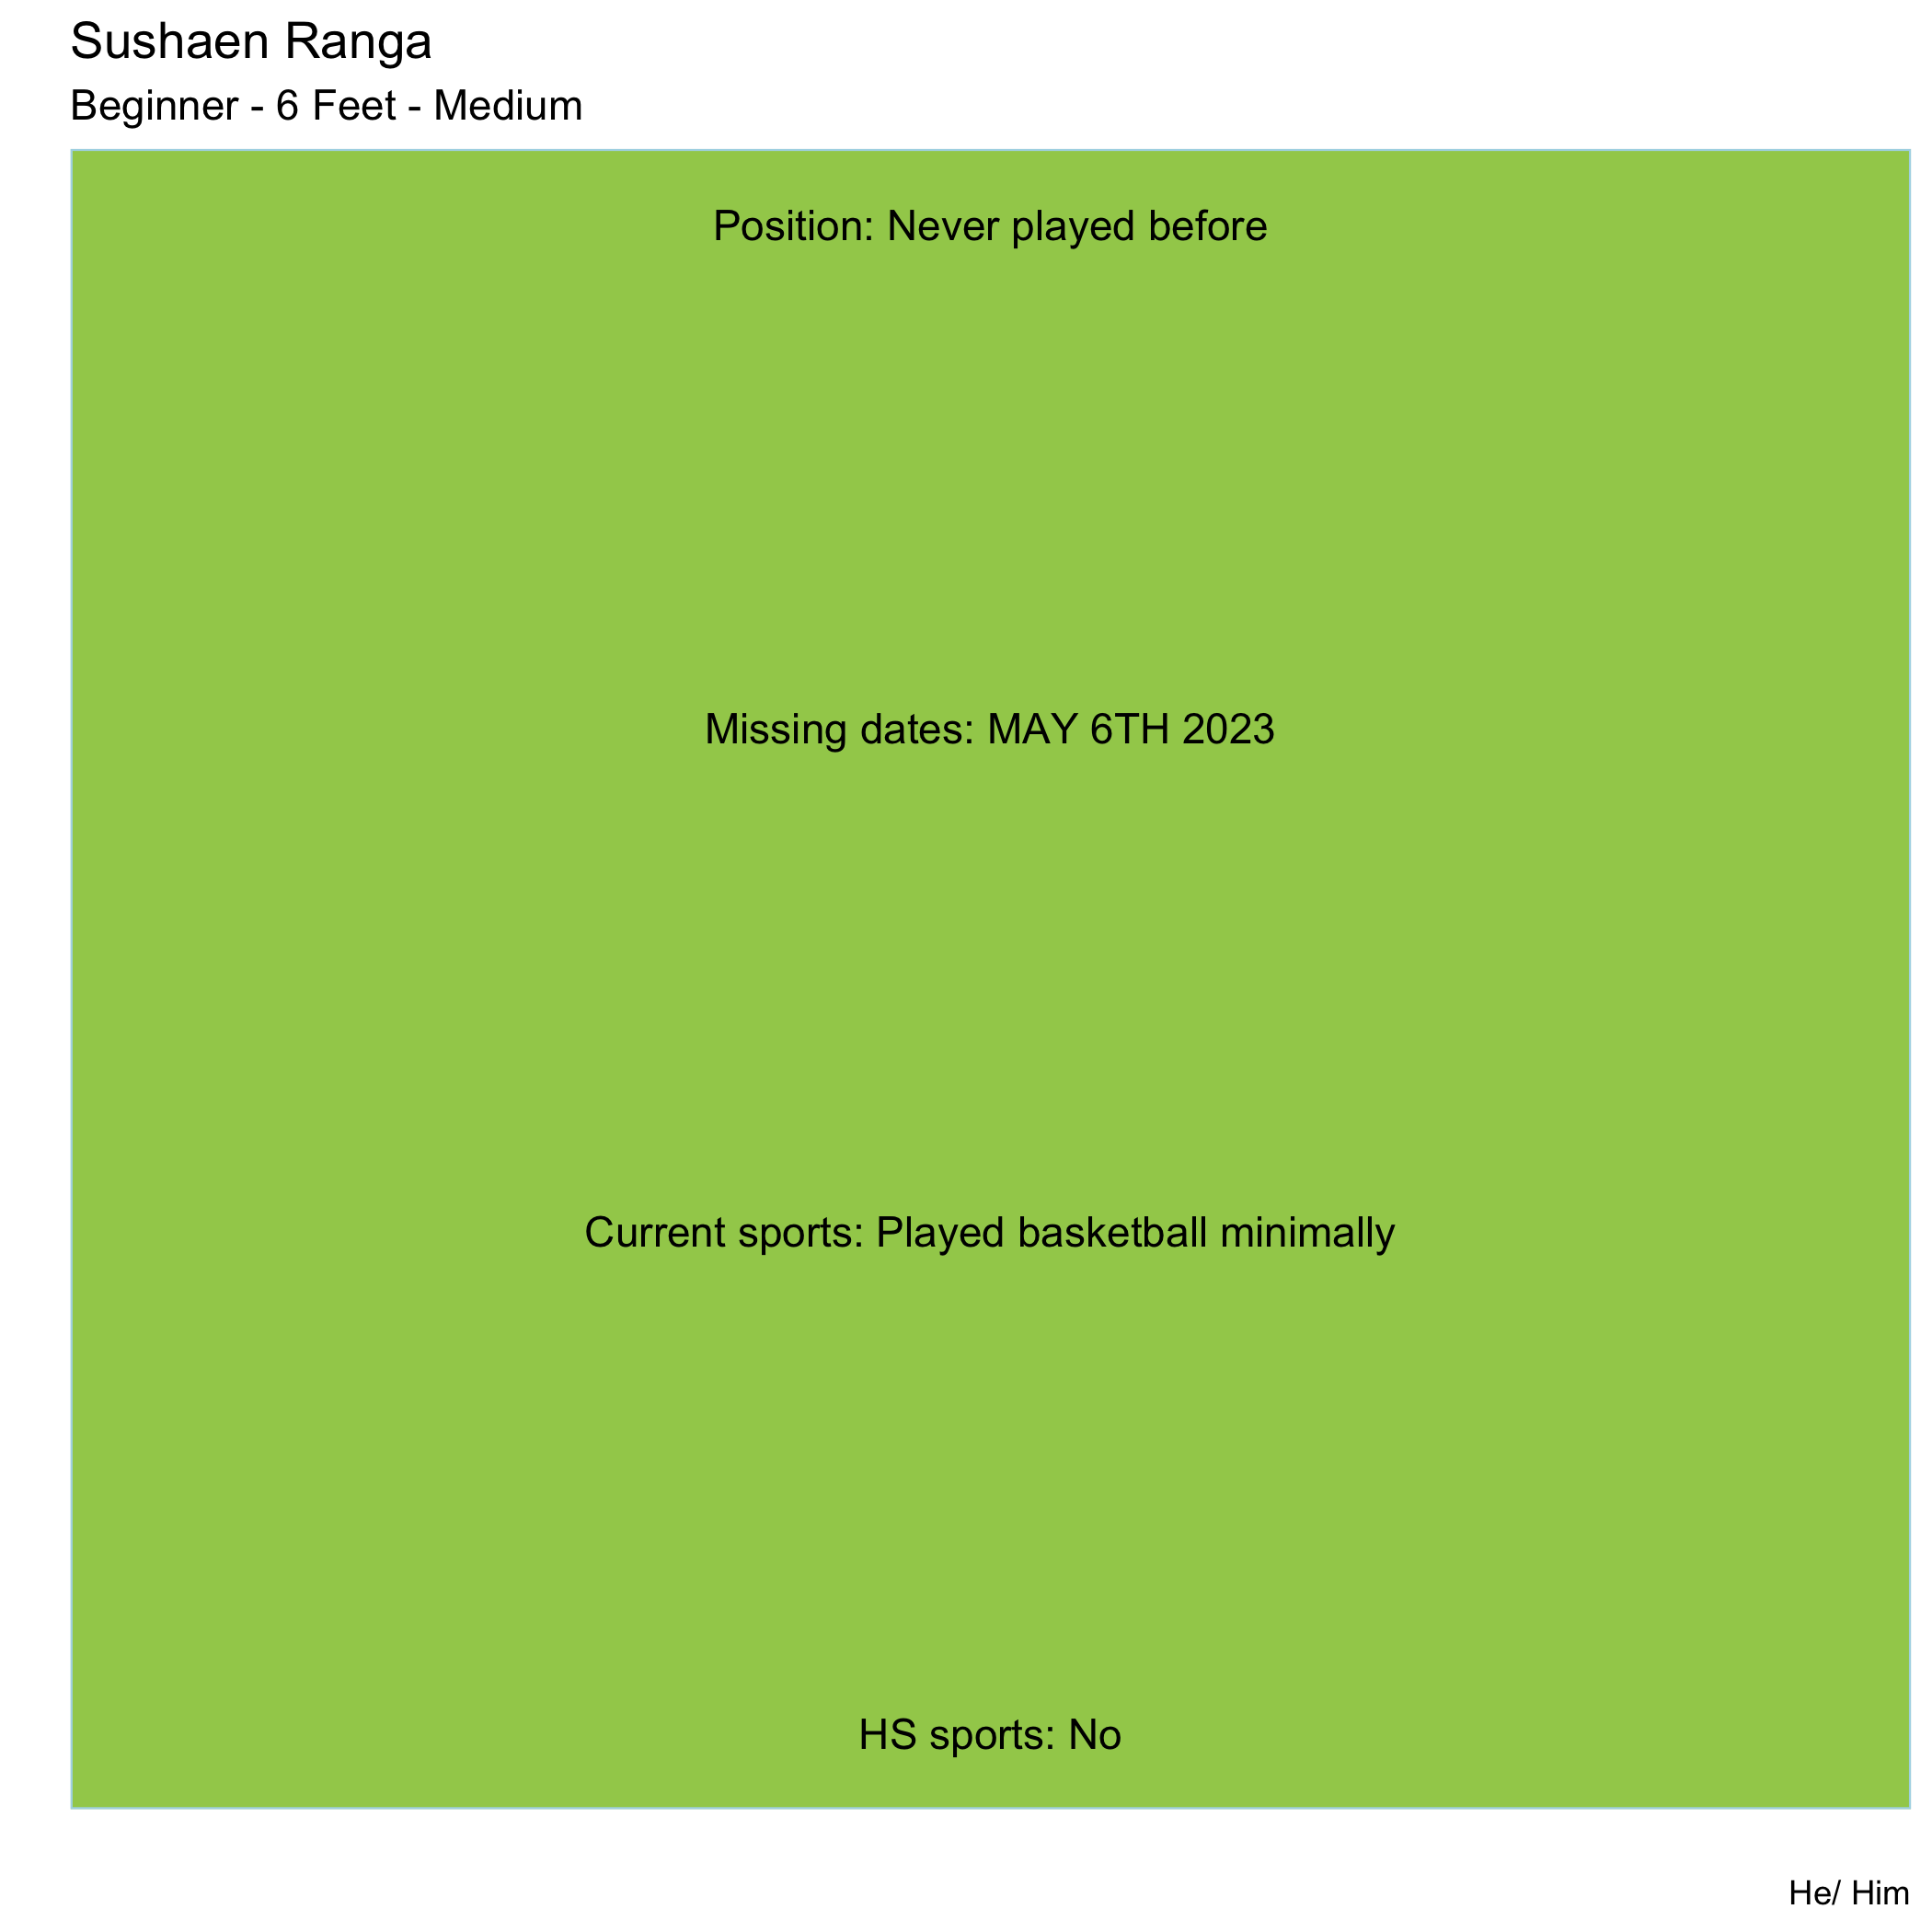 Sushaen Ranga
Beginner - 6 Feet - Medium
Position: Never played before
Missing dates: MAY 6TH 2023
Current sports: Played basketball minimally
HS sports: No
He/ Him